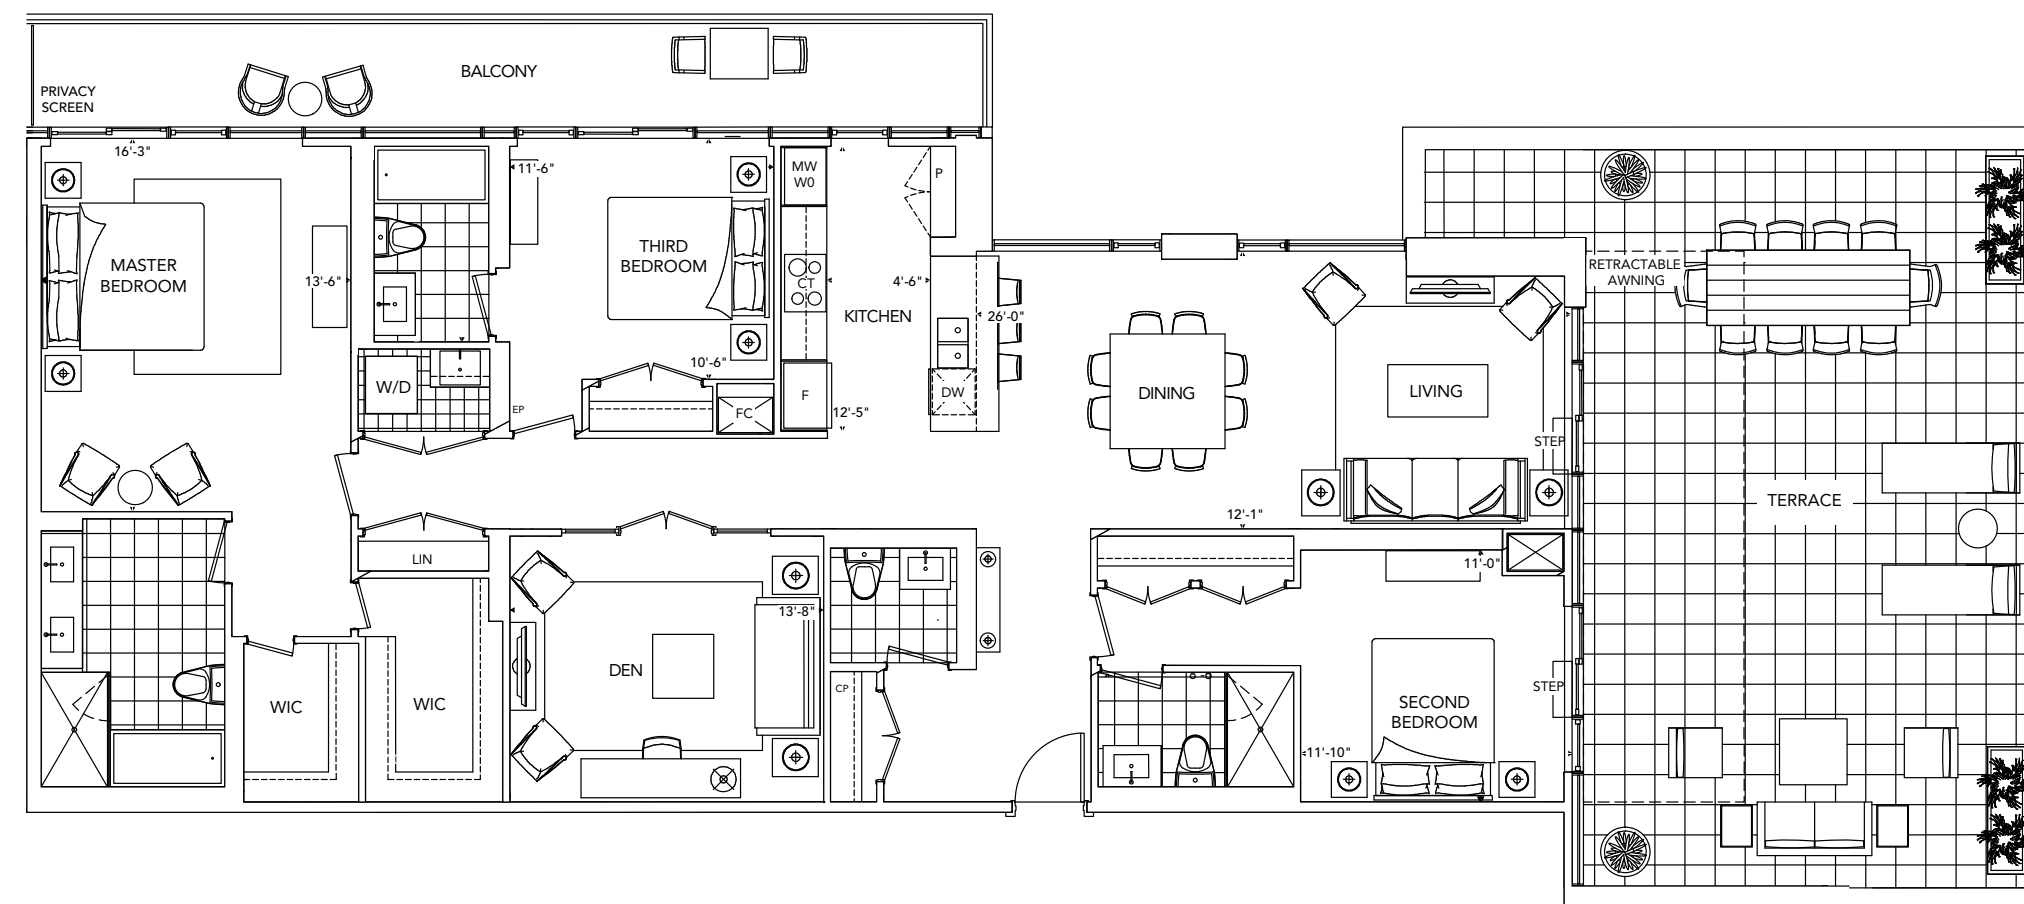 BALCONY
PRIVACY
SCREEN
16'-3"
11'-6"
MW
W0
P
THIRD
BEDROOM
MASTER
BEDROOM
13'-6"
CT
4'-6"
KITCHEN
26'-0"
RETRACTABLE
AWNING
10'-6"
W/D
F
DW
DINING
LIVING
EP
FC
12'-5"
STEP
TERRACE
12'-1"
LIN
11'-0"
13'-8"
DEN
CP
STEP
WIC
WIC
SECOND
BEDROOM
11'-10"